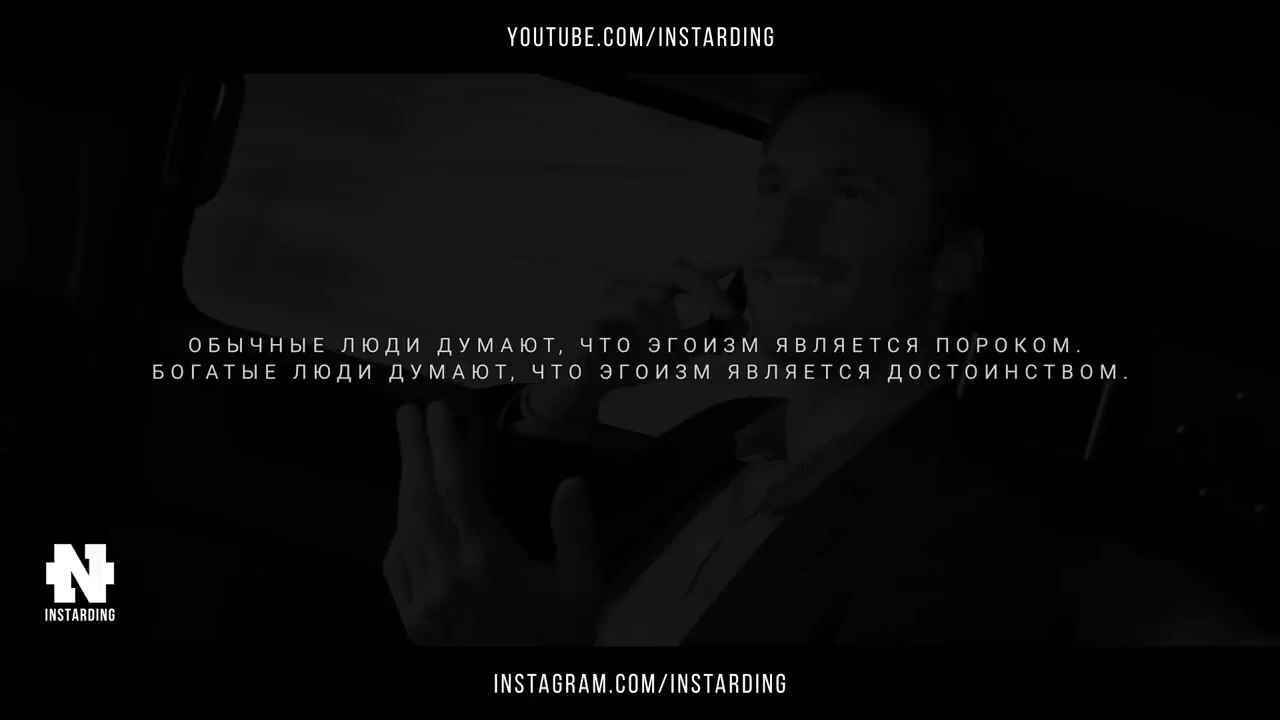 YOUTUBE.COM/INSTARDING
ОБЫЧНЫЕ ЛЮДИ ДУМАЮТ, ЧТО ЭГОИЗМ ЯВЛЯЕТСЯ ПОРОКОМ.
БОГАТЫЕ ЛЮДИ ДУМАЮТ, ЧТО ЭГОИЗМ ЯВЛЯЕТСЯ ДОСТОИНСТВОМ.
N
INSTARDING
INSTAGRAM.COM/INSTARDING